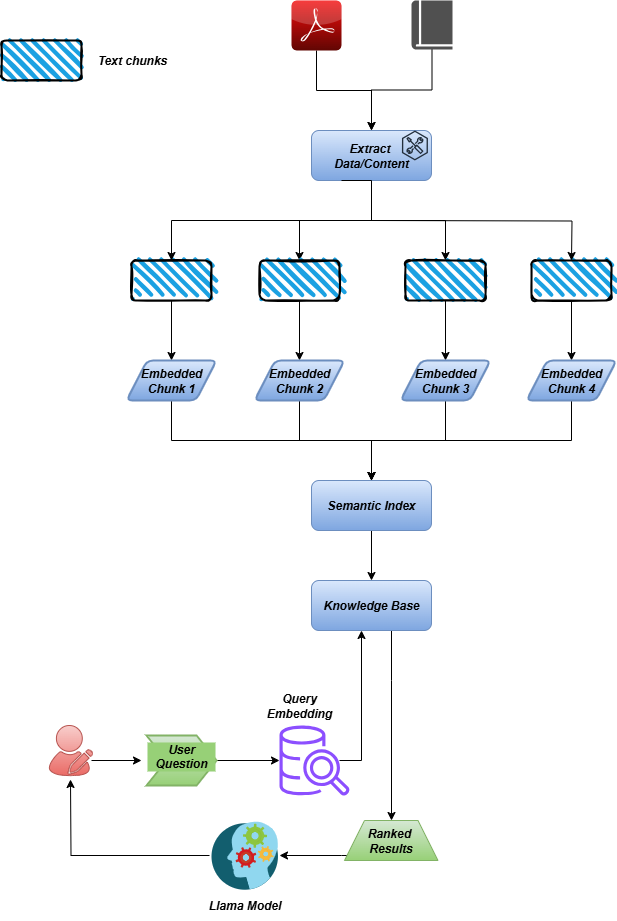 Text chunks
Extract
Data/Content
Embedded
Chunk 1
Embedded
Chunk 2
Embedded
Chunk 3
Embedded
Chunk 4
Semantic Index
Knowledge Base
Query
Embedding
User
Question
Ranked
Results
Llama Model